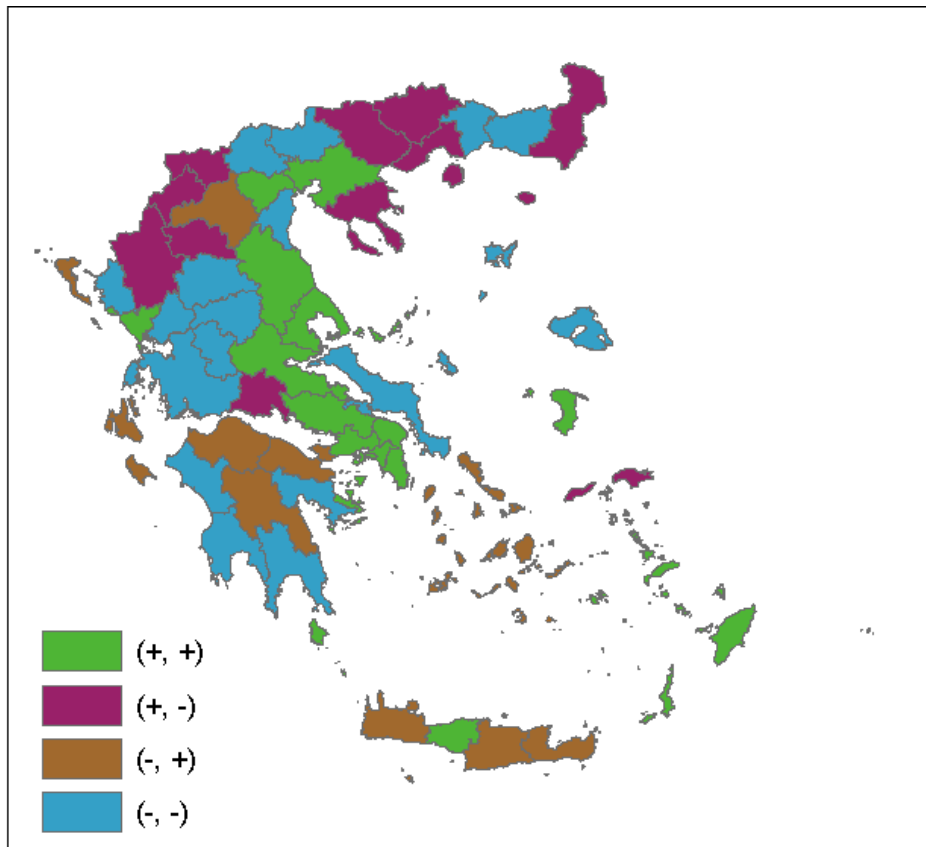 (+, +)
(+, -)
(-, +)
(-, -)